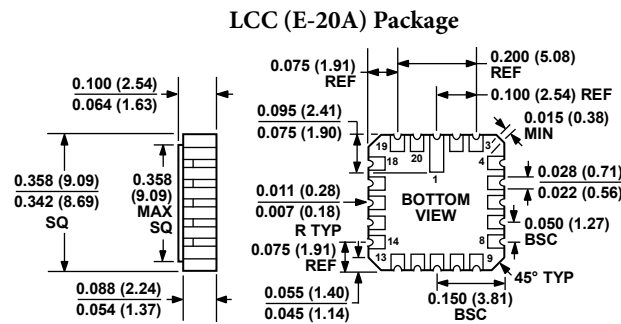 LCC (E-20A) Package
0.075 (1.91)
REF
0.200 (5.08)
REF
0.100 (2.54)
0.064 (1.63)
0.100 (2.54) REF
0.095 (2.41)
0.075 (1.90)
0.015 (0.38)
MIN
19
20
3
18
4
1
0.358 (9.09)
0.342 (8.69)
SQ
0.358
(9.09)
MAX
SQ
0.011 (0.28)
0.007 (0.18)
R TYP
BOTTOM
VIEW
0.028 (0.71)
0.022 (0.56)
0.050 (1.27)
BSC
0.075 (1.91)
REF
14
8
13
9
45° TYP
0.088 (2.24)
0.054 (1.37)
0.055 (1.40)
0.045 (1.14)
0.150 (3.81)
BSC